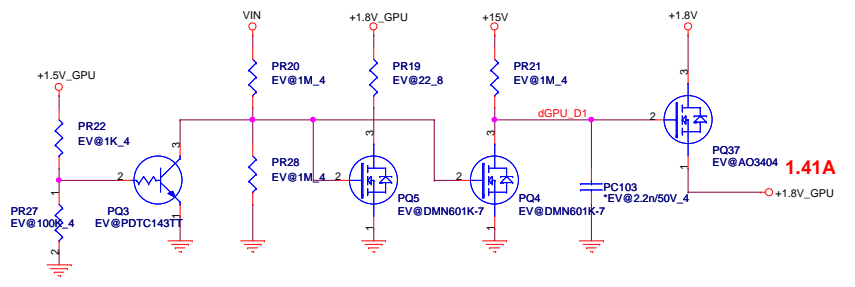 VIN
+1.8V_GPU
+15V
+1.8V
+1.5V_GPU
PR20
EV@1M_4
PR19
EV@22_8
PR21
EV@1M_4
3
dGPU_D1
2
PR22
EV@1K_4
3
3
3
PQ37
EV@AO3404
1.41A
1
2
PR28
EV@1M_4
2
2
1
PC103
*EV@2.2n/50V_4
+1.8V_GPU
PR27
EV@100K_4
PQ3
EV@PDTC143TT
1
PQ5
EV@DMN601K-7
1
PQ4
EV@DMN601K-7
1
2